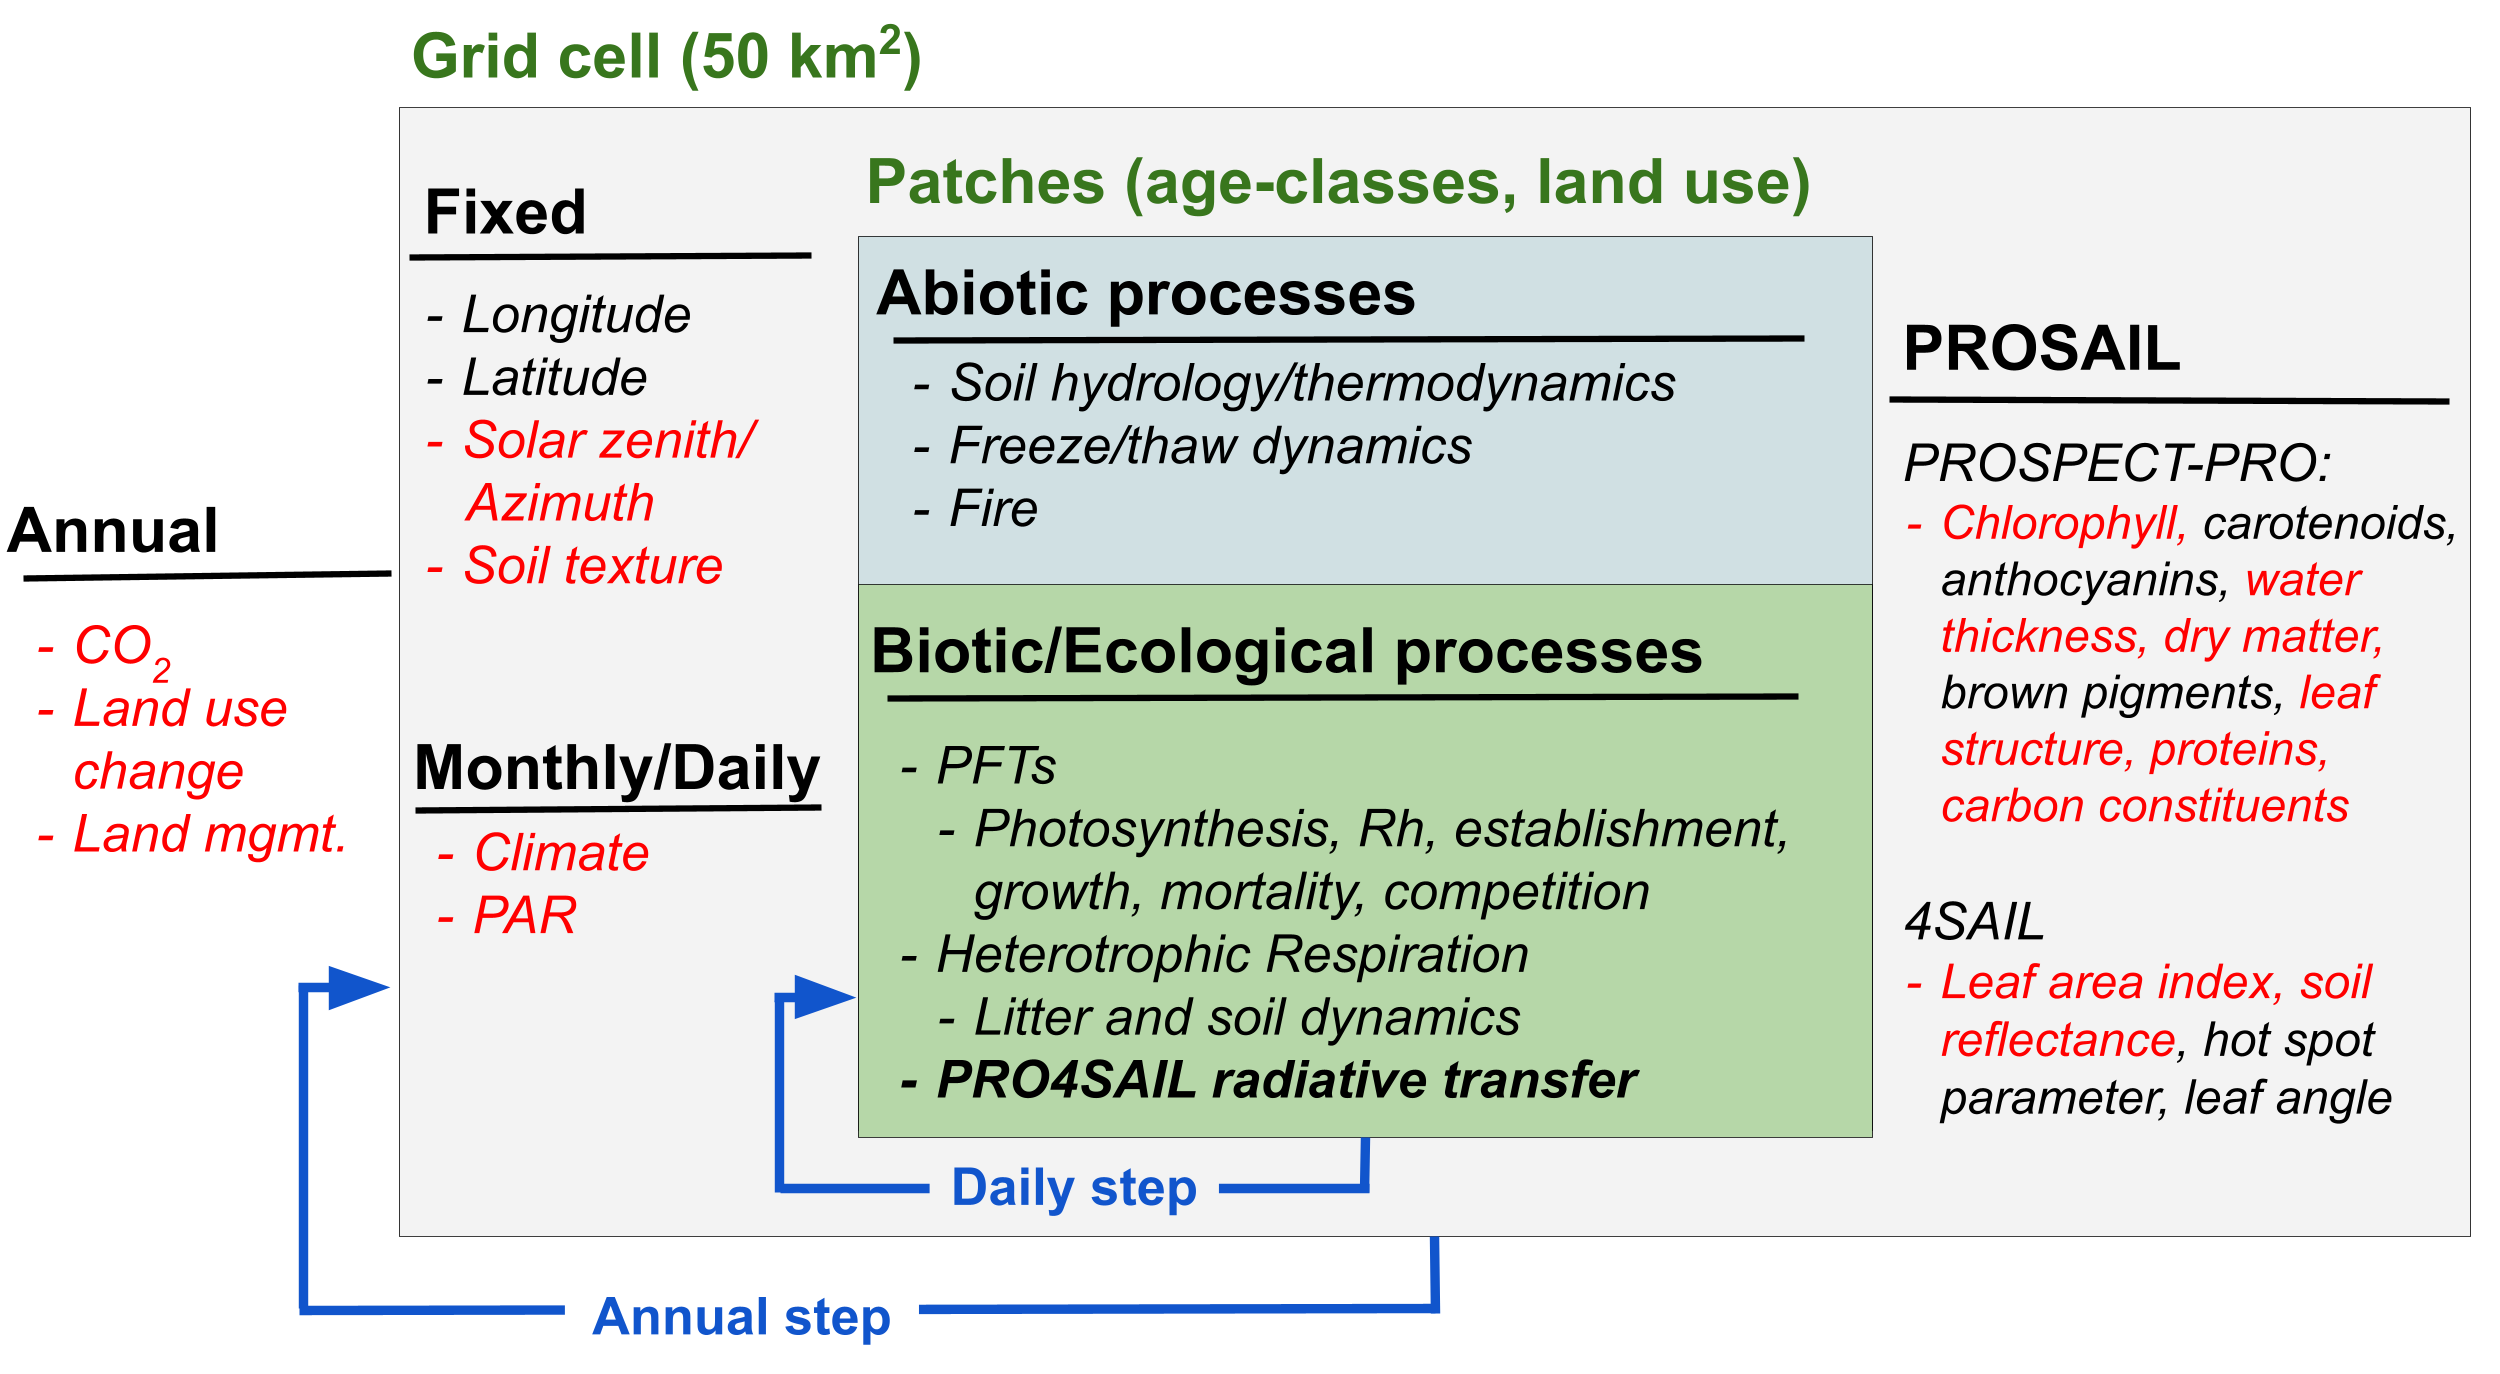 Grid cell (50 km²)
Patches (age-classes, land use)
Annual
- CO₂
- Land use
change
- Land mgmt.
Fixed
- Longitude
- Latitude
- Solar zenith/
Azimuth
- Soil texture
Monthly/Daily
- Climate
- PAR
Abiotic processes
- Soil hydrology/thermodynamics
- Freeze/thaw dynamics
- Fire
Biotic/Ecological processes
- PFTs
- Photosynthesis, Rh, establishment,
growth, mortality, competition
- Heterotrophic Respiration
- Litter and soil dynamics
- PRO4SAIL radiative transfer
PROSAIL
PROSPECT-PRO:
- Chlorophyll, carotenoids,
anthocyanins, water
thickness, dry matter,
brown pigments, leaf
structure, proteins,
carbon constituents
4SAIL
- Leaf area index, soil
reflectance, hot spot
parameter, leaf angle
Daily step
Annual step